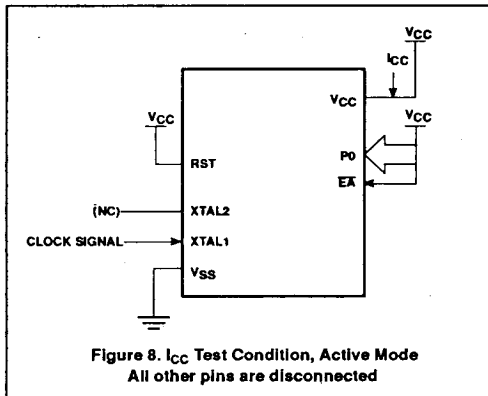 VCC
ICC
VCC
VCC
VCC
P0
RST
EA
(NC)
XTAL2
CLOCK SIGNAL
XTAL1
VSS
Figure 8. ICC Test Condition, Active Mode
All other pins are disconnected